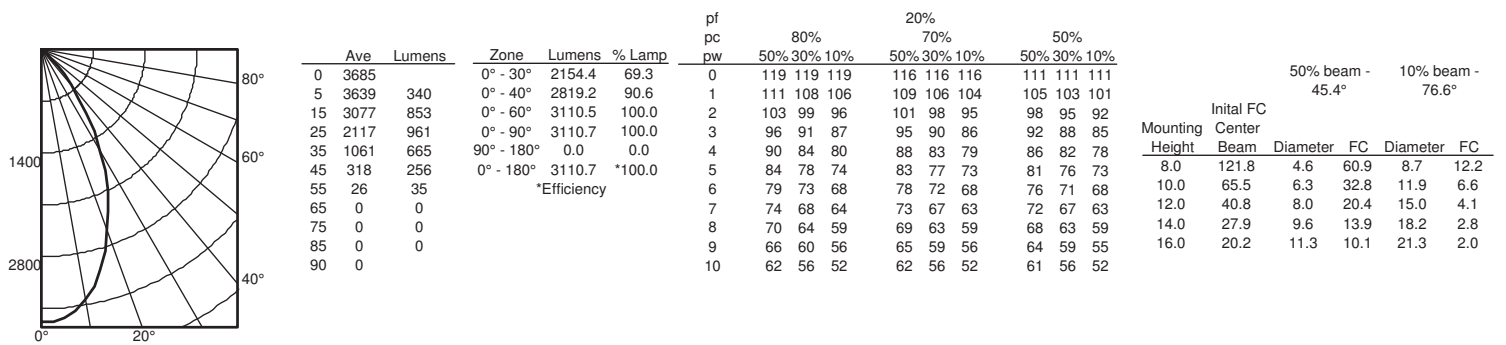 80°
60°
40°
20°
0°
1400
2800
Ave Lumens
0 3685
5 3639 340
15 3077 853
25 2117 961
35 1061 665
45 318 256
55 26 35
65 0 0
75 0 0
85 0 0
90 0
Zone Lumens % Lamp
0° - 30° 2154.4 69.3
0° - 40° 2819.2 90.6
0° - 60° 3110.5 100.0
0° - 90° 3110.7 100.0
90° - 180° 0.0 0.0
0° - 180° 3110.7 *100.0
*Efficiency
pf 20%
pc 80% 70% 50%
pw 50% 30% 10% 50% 30% 10% 50% 30% 10%
0 119 119 119 116 116 116 111 111 111
1 111 108 106 109 106 104 105 103 101
2 103 99 96 101 98 95 98 95 92
3 96 91 87 95 90 86 92 88 85
4 90 84 80 88 83 79 86 82 78
5 84 78 74 83 77 73 81 76 73
6 79 73 68 78 72 68 76 71 68
7 74 68 64 73 67 63 72 67 63
8 70 64 59 69 63 59 68 63 59
9 66 60 56 65 59 56 64 59 55
10 62 56 52 62 56 52 61 56 52
50% beam - 10% beam -
45.4° 76.6°
Inital FC
Mounting Center
Height Beam Diameter FC Diameter FC
8.0 121.8 4.6 60.9 8.7 12.2
10.0 65.5 6.3 32.8 11.9 6.6
12.0 40.8 8.0 20.4 15.0 4.1
14.0 27.9 9.6 13.9 18.2 2.8
16.0 20.2 11.3 10.1 21.3 2.0